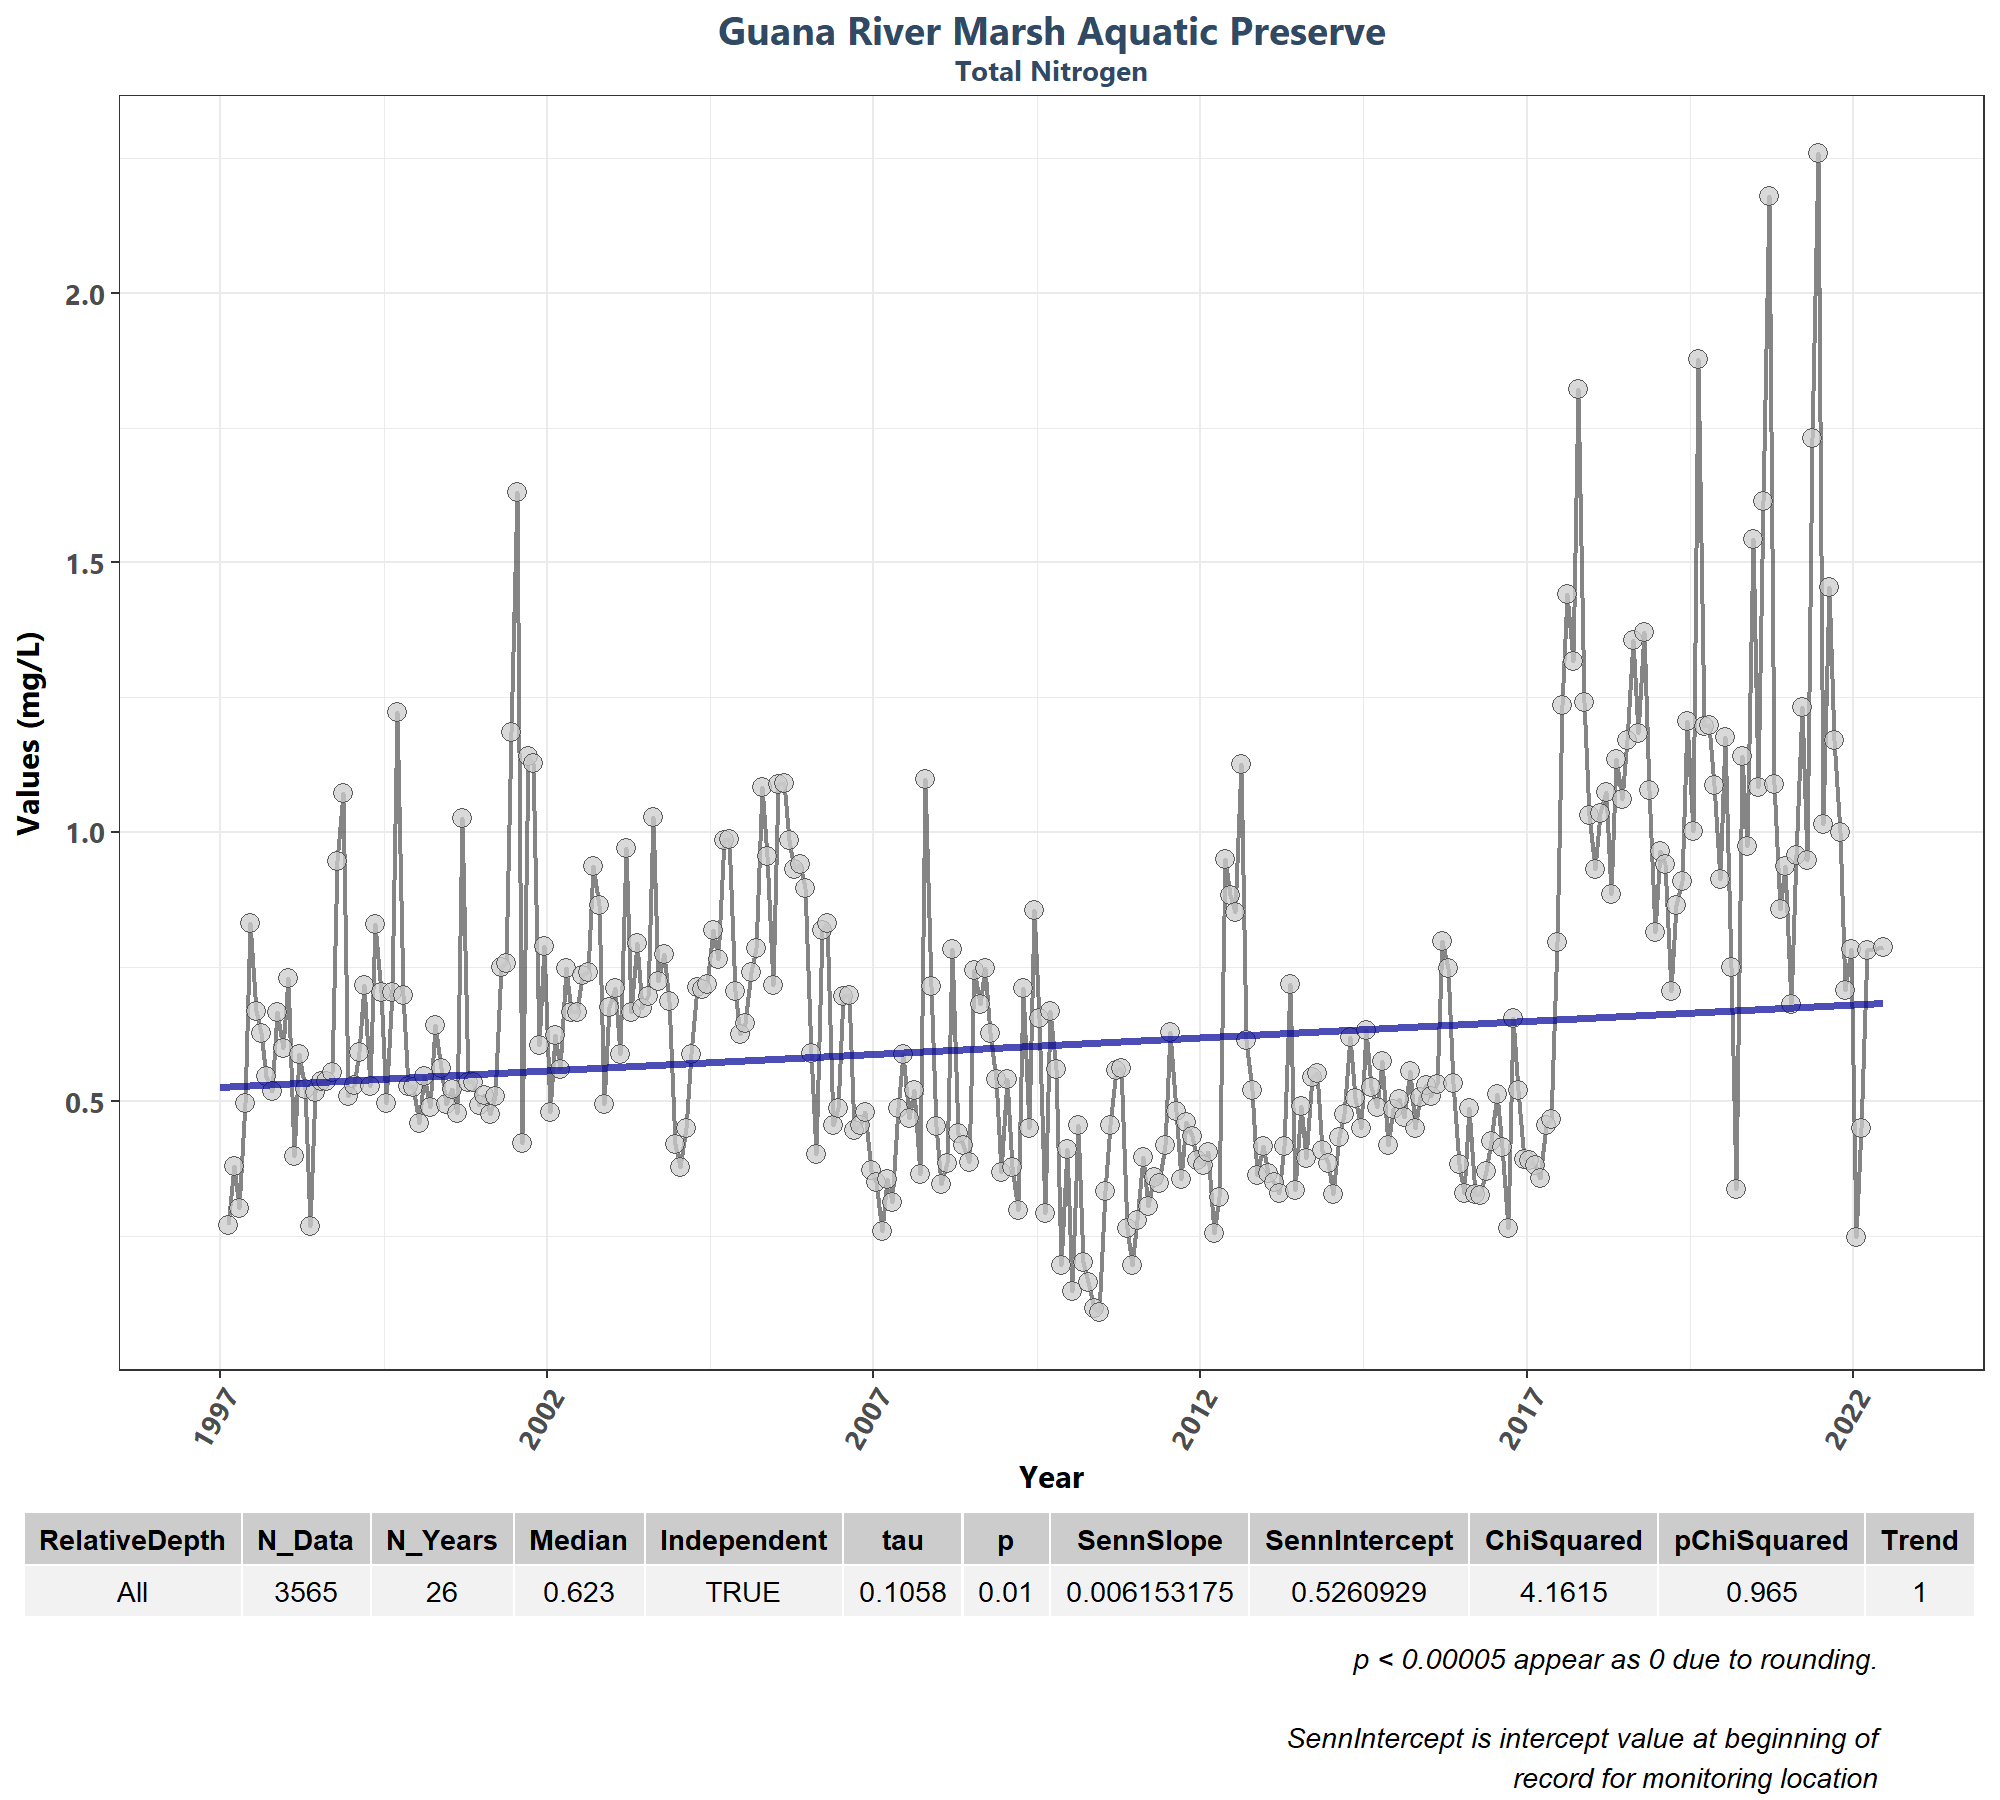 Guana River Marsh Aquatic Preserve
Total Nitrogen
Values (mg/L)
2.0
1.5
1.0
0.5
1997 2002 2007 2012 2017 2022
Year
RelativeDepth N_Data N_Years Median Independent tau p SennSlope SennIntercept ChiSquared pChiSquared Trend
All 3565 26 0.623 TRUE 0.1058 0.01 0.006153175 0.5260929 4.1615 0.965 1
p < 0.00005 appear as 0 due to rounding.
SennIntercept is intercept value at beginning of
record for monitoring location